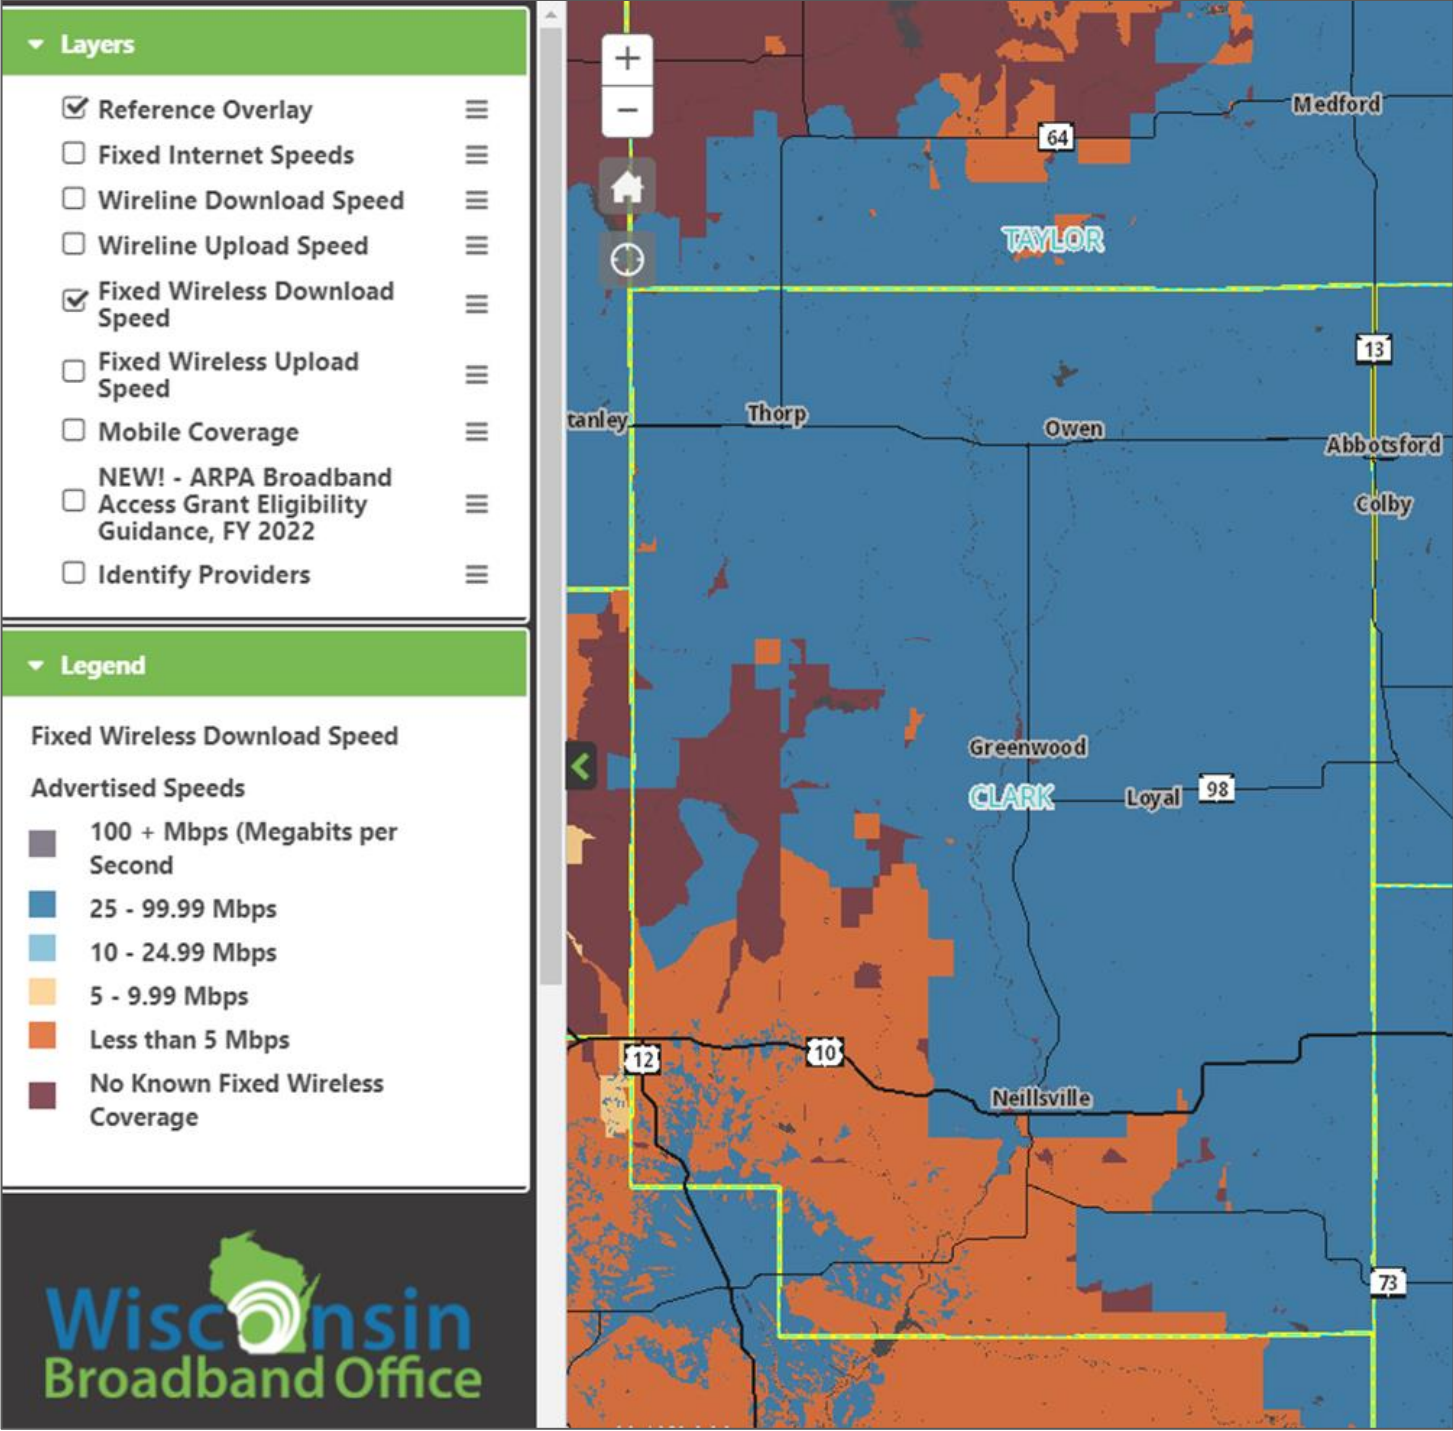 Layers
Reference Overlay
Fixed Internet Speeds
Wireline Download Speed
Wireline Upload Speed
Fixed Wireless Download
Speed
Fixed Wireless Upload
Speed
Mobile Coverage
NEW! - ARPA Broadband
Access Grant Eligibility
Guidance, FY 2022
Identify Providers
Legend
Fixed Wireless Download Speed
Advertised Speeds
100 + Mbps (Megabits per
Second
25 - 99.99 Mbps
10 - 24.99 Mbps
5 - 9.99 Mbps
Less than 5 Mbps
No Known Fixed Wireless
Coverage
Wisconsin
Broadband Office
+
−
Medford
64
TAYLOR
13
tanley
Thorp
Owen
Abbotsford
Colby
Greenwood
CLARK
Loyal
98
12
10
Neillsville
73